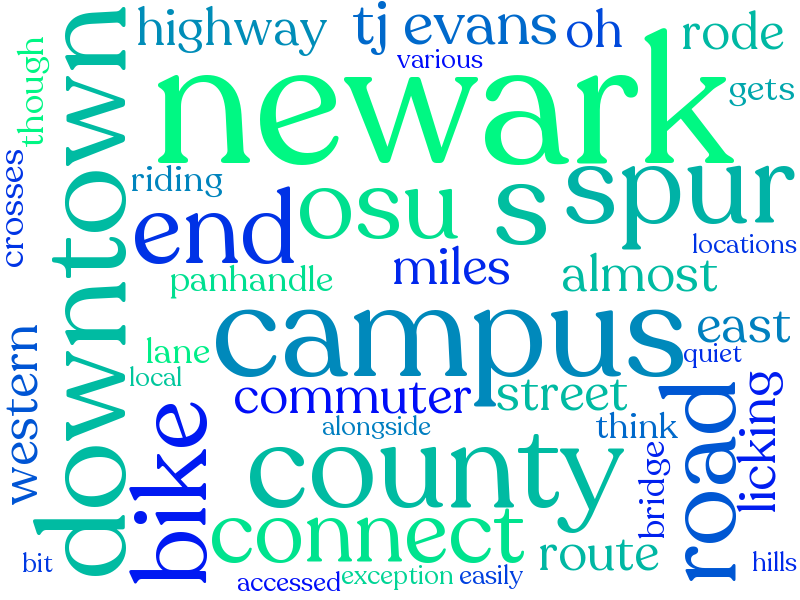 highway
tj evans
oh
rode
various
gets
though
newark
downtown
crosses
riding
spur
osu
s
end
locations
miles
almost
panhandle
campus
east
western
lane
quiet
local
commuter
street
licking
road
bike
alongside
think
county
bridge
connect
route
bit
accessed
exception
easily
hills